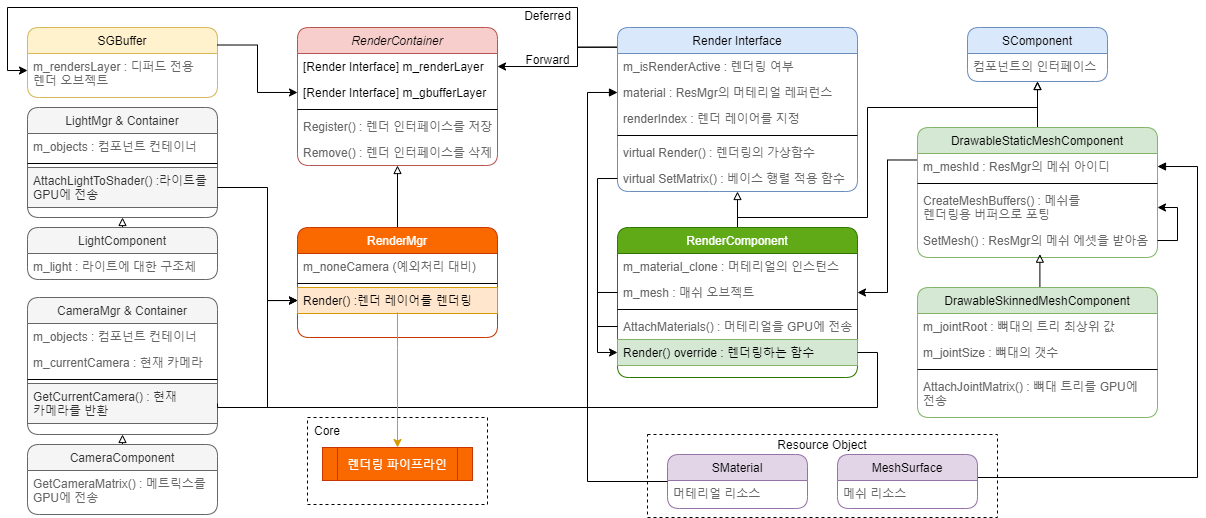 Deferred
Forward
SGBuffer
m_rendersLayer : 디퍼드 전용
렌더 오브젝트
LightMgr & Container
m_objects : 컴포넌트 컨테이너
AttachLightToShader() :라이트를
GPU에 전송
LightComponent
m_light : 라이트에 대한 구조체
CameraMgr & Container
m_objects : 컴포넌트 컨테이너
m_currentCamera : 현재 카메라
GetCurrentCamera() : 현재
카메라를 반환
CameraComponent
GetCameraMatrix() : 메트릭스를
GPU에 전송
RenderContainer
[Render Interface] m_renderLayer
[Render Interface] m_gbufferLayer
Register() : 렌더 인터페이스를 저장
Remove() : 렌더 인터페이스를 삭제
RenderMgr
m_noneCamera (예외처리 대비)
Render() :렌더 레이어를 렌더링
Core
렌더링 파이프라인
Render Interface
m_isRenderActive : 렌더링 여부
material : ResMgr의 머테리얼 레퍼런스
renderIndex : 렌더 레이어를 지정
virtual Render() : 렌더링의 가상함수
virtual SetMatrix() : 베이스 행렬 적용 함수
RenderComponent
m_material_clone : 머테리얼의 인스턴스
m_mesh : 매쉬 오브젝트
AttachMaterials() : 머테리얼을 GPU에 전송
Render() override : 렌더링하는 함수
SComponent
컴포넌트의 인터페이스
DrawableStaticMeshComponent
m_meshId : ResMgr의 메쉬 아이디
CreateMeshBuffers() : 메쉬를
렌더링용 버퍼으로 포팅
SetMesh() : ResMgr의 메쉬 에셋을 받아옴
DrawableSkinnedMeshComponent
m_jointRoot : 뼈대의 트리 최상위 값
m_jointSize : 뼈대의 갯수
AttachJointMatrix() : 뼈대 트리를 GPU에
전송
Resource Object
SMaterial
머테리얼 리소스
MeshSurface
메쉬 리소스